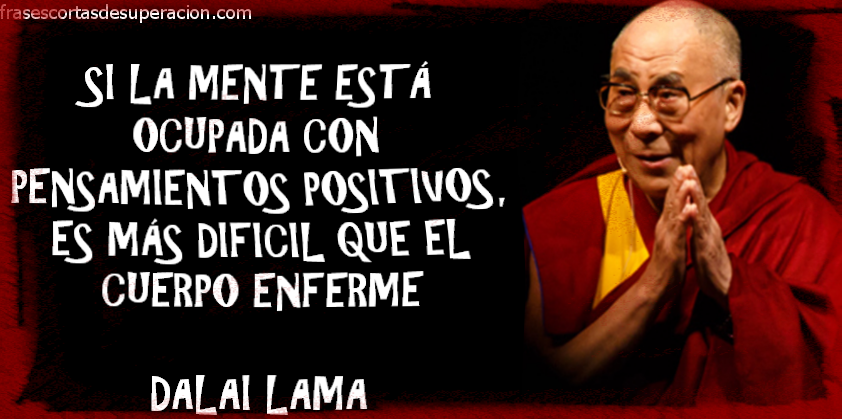 frasescortasdesuperacion.com
SI LA MENTE ESTÁ
OCUPADA CON
PENSAMIENTOS POSITIVOS,
ES MÁS DIFICIL QUE EL
CUERPO ENFERME
DALAI LAMA